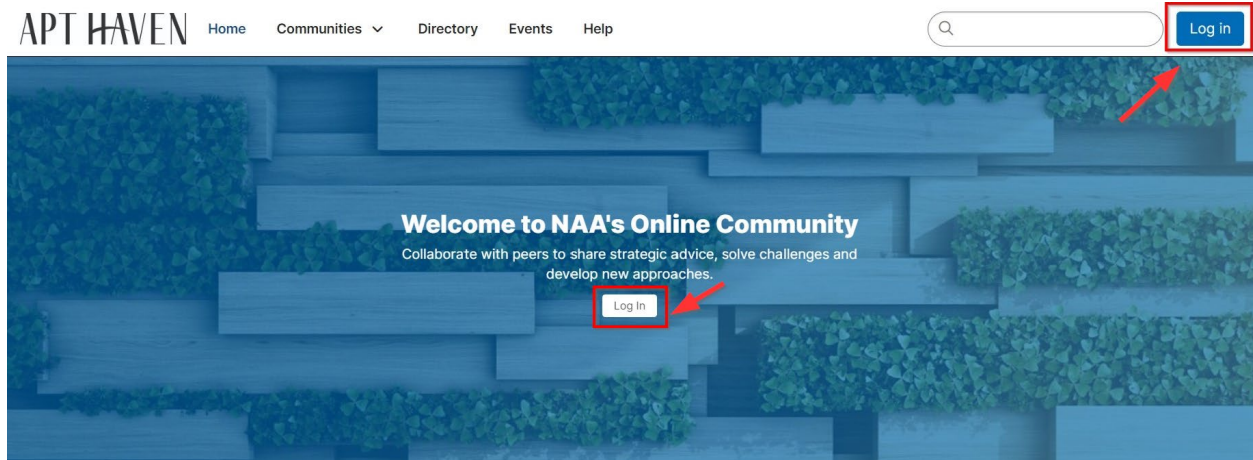 APT HAVEN Home Communities Directory Events Help Log in
Welcome to NAA's Online Community
Collaborate with peers to share strategic advice, solve challenges and
develop new approaches.
Log In